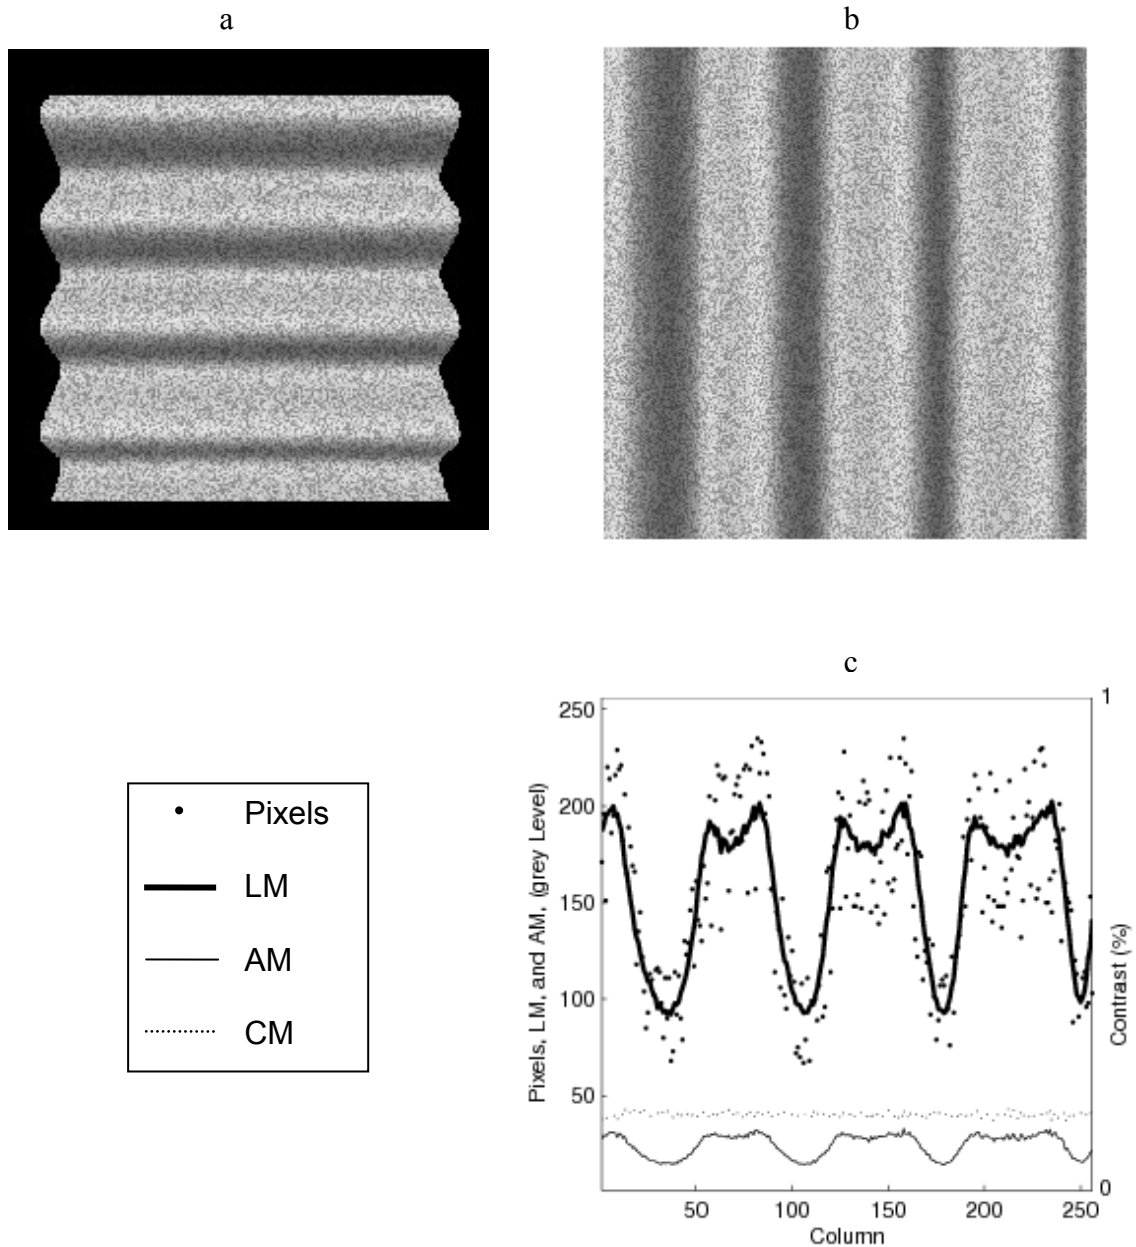 a
b
c
Pixels
LM
AM
CM
Pixels, LM, and AM, (grey Level)
250
200
150
100
50
1
0
Contrast (%)
50
100
150
200
250
Column